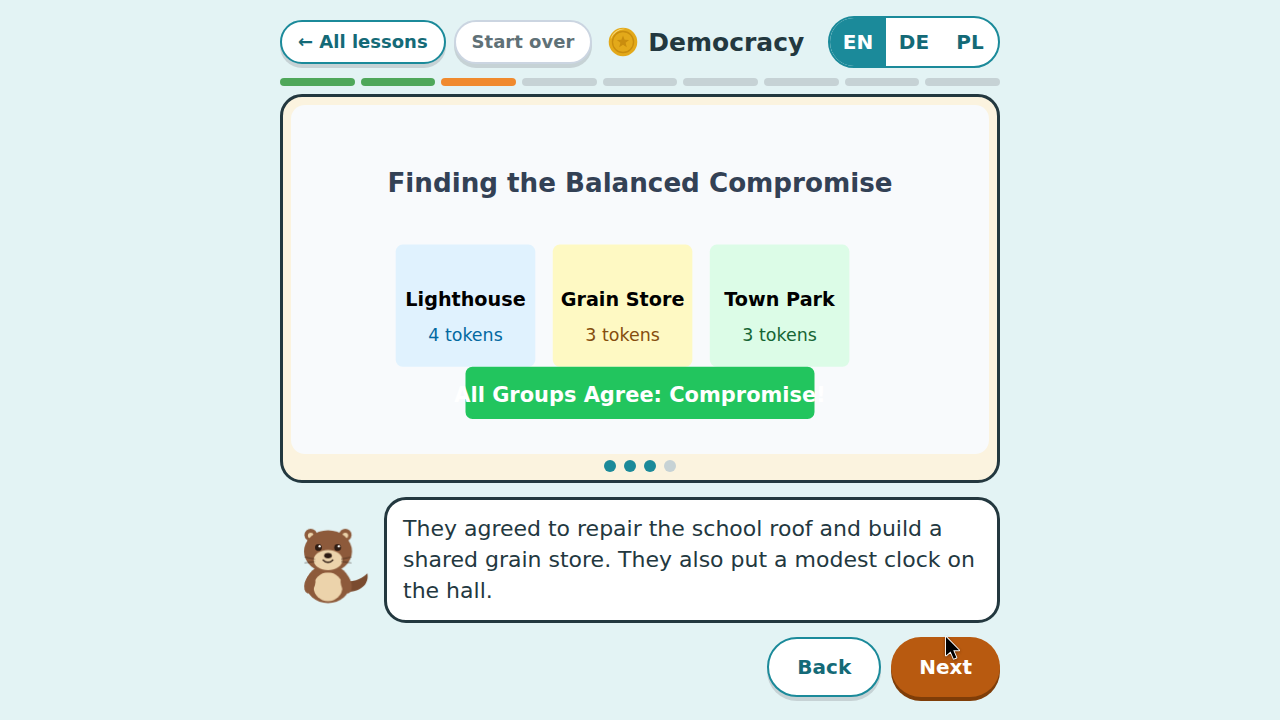 ← All lessons
Start over
Democracy
EN DE PL
Finding the Balanced Compromise
Lighthouse Grain Store Town Park
4 tokens 3 tokens 3 tokens
All Groups Agree: Compromise!
They agreed to repair the school roof and build a
shared grain store. They also put a modest clock on
the hall.
Back Next